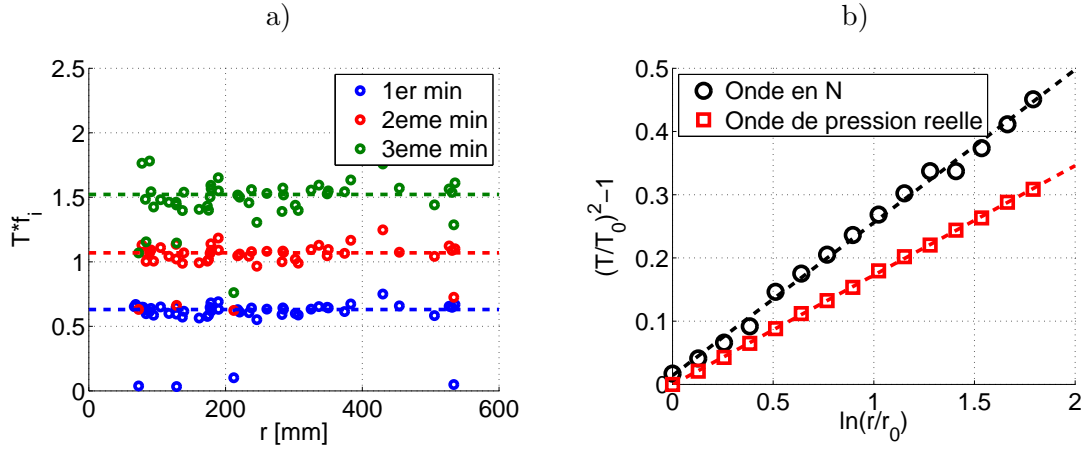 a)
2.5
2
1.5
1
0.5
0
T*f_i
0
200
400
600
r [mm]
1er min
2eme min
3eme min
b)
0.5
0.4
0.3
0.2
0.1
0
(T/T_0)^2−1
0
0.5
1
1.5
2
ln(r/r_0)
Onde en N
Onde de pression reelle